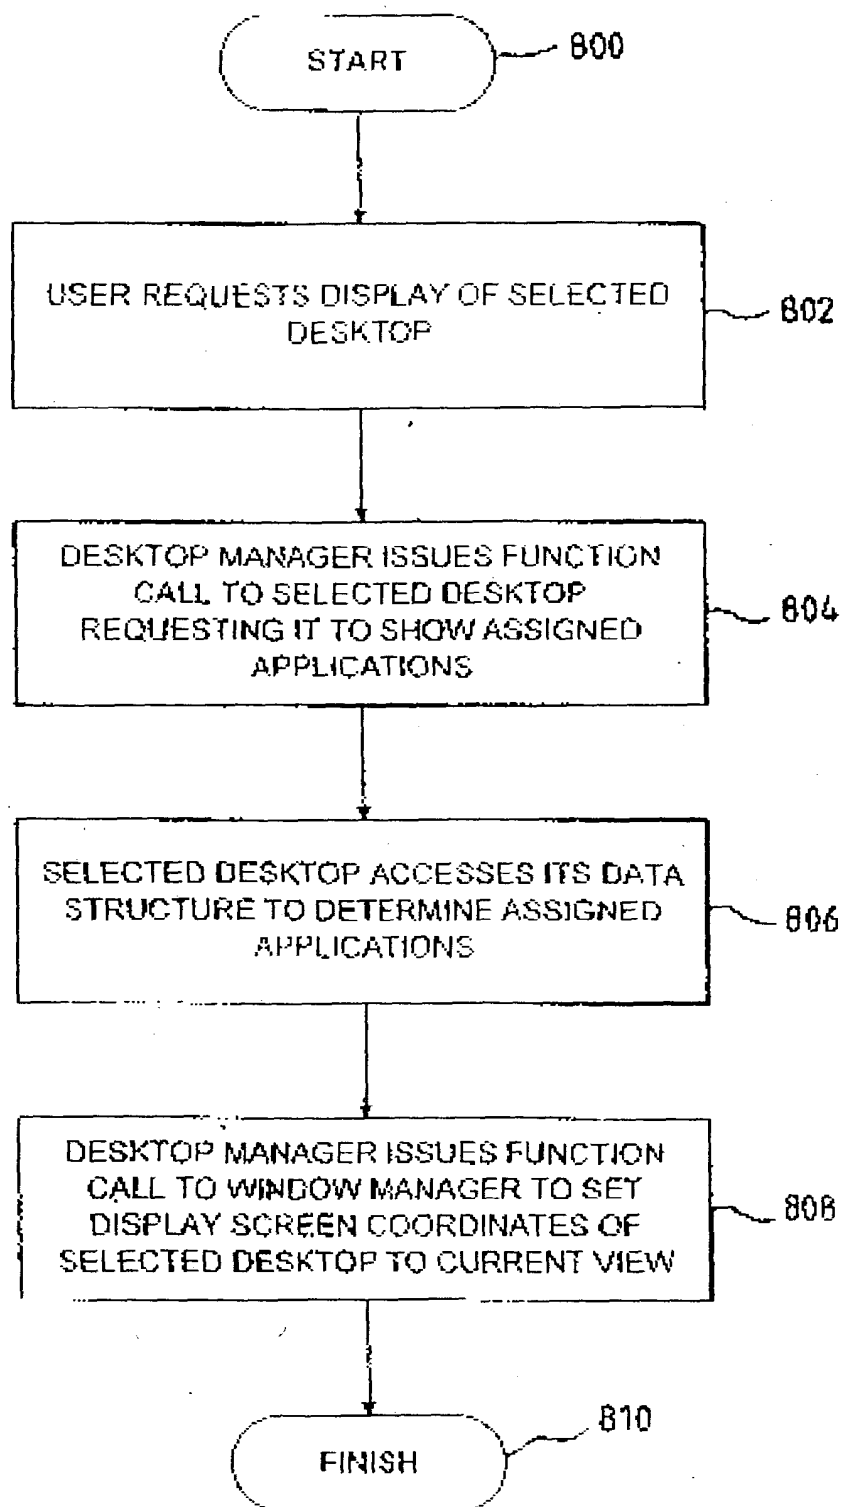 START
800
USER REQUESTS DISPLAY OF SELECTED
DESKTOP
802
DESKTOP MANAGER ISSUES FUNCTION
CALL TO SELECTED DESKTOP
REQUESTING IT TO SHOW ASSIGNED
APPLICATIONS
804
SELECTED DESKTOP ACCESSES ITS DATA
STRUCTURE TO DETERMINE ASSIGNED
APPLICATIONS
806
DESKTOP MANAGER ISSUES FUNCTION
CALL TO WINDOW MANAGER TO SET
DISPLAY SCREEN COORDINATES OF
SELECTED DESKTOP TO CURRENT VIEW
808
FINISH
810